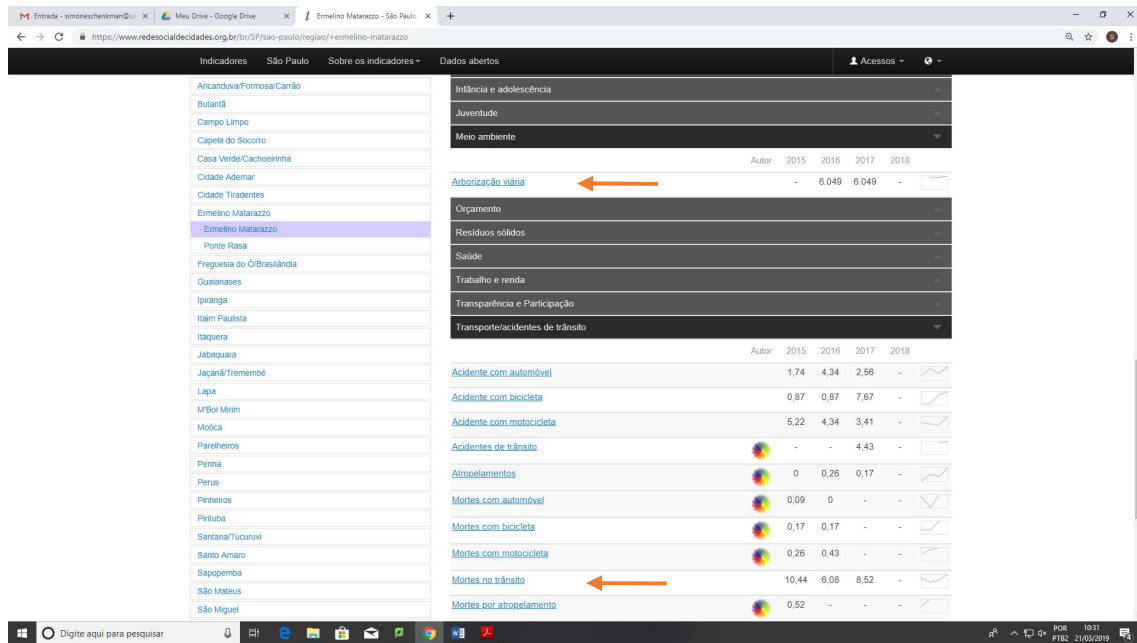 Entrada - simoneschenkman@u
Meu Drive - Google Drive
Ermelino Matarazzo - São Paulo,
https://www.redesocialdecidades.org.br/br/SP/sao-paulo/regiao/+ermelino-matarazzo
S
Indicadores São Paulo Sobre os indicadores Dados abertos Acessos
Aricanduva/Formosa/Carrão
Butantã
Campo Limpo
Capela do Socorro
Casa Verde/Cachoeirinha
Cidade Ademar
Cidade Tiradentes
Ermelino Matarazzo
Ermelino Matarazzo
Ponte Rasa
Freguesia do Ó/Brasilândia
Guaianases
Ipiranga
Itaim Paulista
Itaquera
Jabaquara
Jaçanã/Tremembé
Lapa
M'Boi Mirim
Moóca
Parelheiros
Penha
Perus
Pinheiros
Pirituba
Santana/Tucuruvi
Santo Amaro
Sapopemba
São Mateus
São Miguel
Infância e adolescência
Juventude
Meio ambiente
Autor 2015 2016 2017 2018
Arborização viária - 6.049 6.049 -
Orçamento
Resíduos sólidos
Saúde
Trabalho e renda
Transparência e Participação
Transporte/acidentes de trânsito
Autor 2015 2016 2017 2018
Acidente com automóvel 1,74 4,34 2,56 -
Acidente com bicicleta 0,87 0,87 7,67 -
Acidente com motocicleta 5,22 4,34 3,41 -
Acidentes de trânsito - - 4,43 -
Atropelamentos 0 0,26 0,17 -
Mortes com automóvel 0,09 0 - -
Mortes com bicicleta 0,17 0,17 - -
Mortes com motocicleta 0,26 0,43 - -
Mortes no trânsito 10,44 6,08 8,52 -
Mortes por atropelamento 0,52 - - -
Digite aqui para pesquisar
POR 10:31
PTB2 21/03/2019